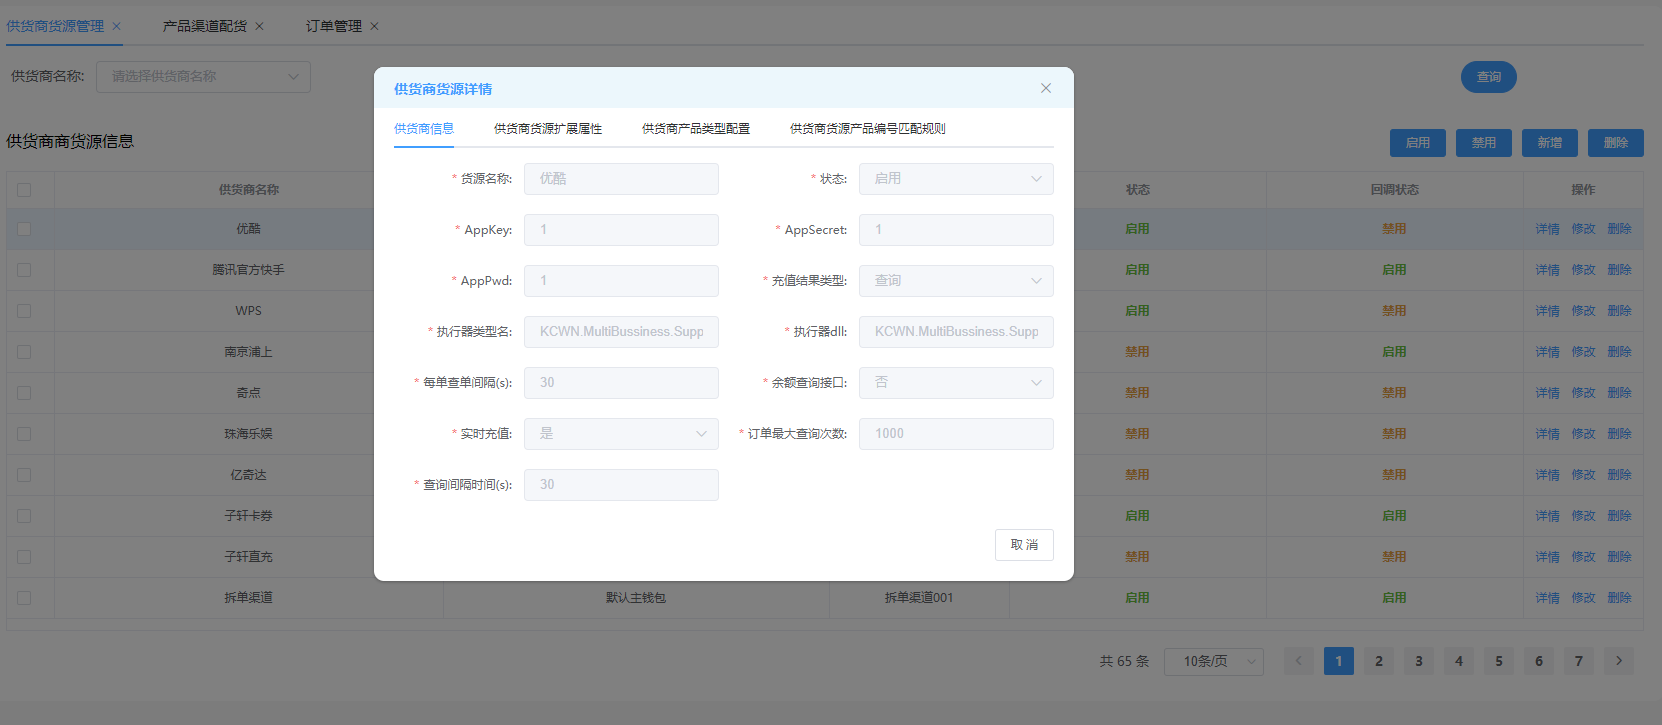 供货商货源管理 × 产品渠道配货 × 订单管理 ×
供货商名称: 请选择供货商名称 查询
供货商商货源信息 启用 禁用 新增 删除
供货商名称 状态 回调状态 操作
优酷 启用 禁用 详情 修改 删除
腾讯官方快手 启用 启用 详情 修改 删除
WPS 启用 禁用 详情 修改 删除
南京浦上 禁用 启用 详情 修改 删除
奇点 禁用 禁用 详情 修改 删除
珠海乐娱 禁用 禁用 详情 修改 删除
亿奇达 禁用 禁用 详情 修改 删除
子轩卡券 启用 启用 详情 修改 删除
子轩直充 禁用 禁用 详情 修改 删除
拆单渠道 默认主钱包 拆单渠道001 启用 启用 详情 修改 删除
共 65 条 10条/页 < 1 2 3 4 5 6 7 >
供货商货源详情 ×
供货商信息 供货商货源扩展属性 供货商产品类型配置 供货商货源产品编号匹配规则
* 货源名称: 优酷 * 状态: 启用
* AppKey: 1 * AppSecret: 1
* AppPwd: 1 * 充值结果类型: 查询
* 执行器类型名: KCWN.MultiBussiness.Supp * 执行器dll: KCWN.MultiBussiness.Supp
* 每单查单间隔(s): 30 * 余额查询接口: 否
* 实时充值: 是 * 订单最大查询次数: 1000
* 查询间隔时间(s): 30
取 消